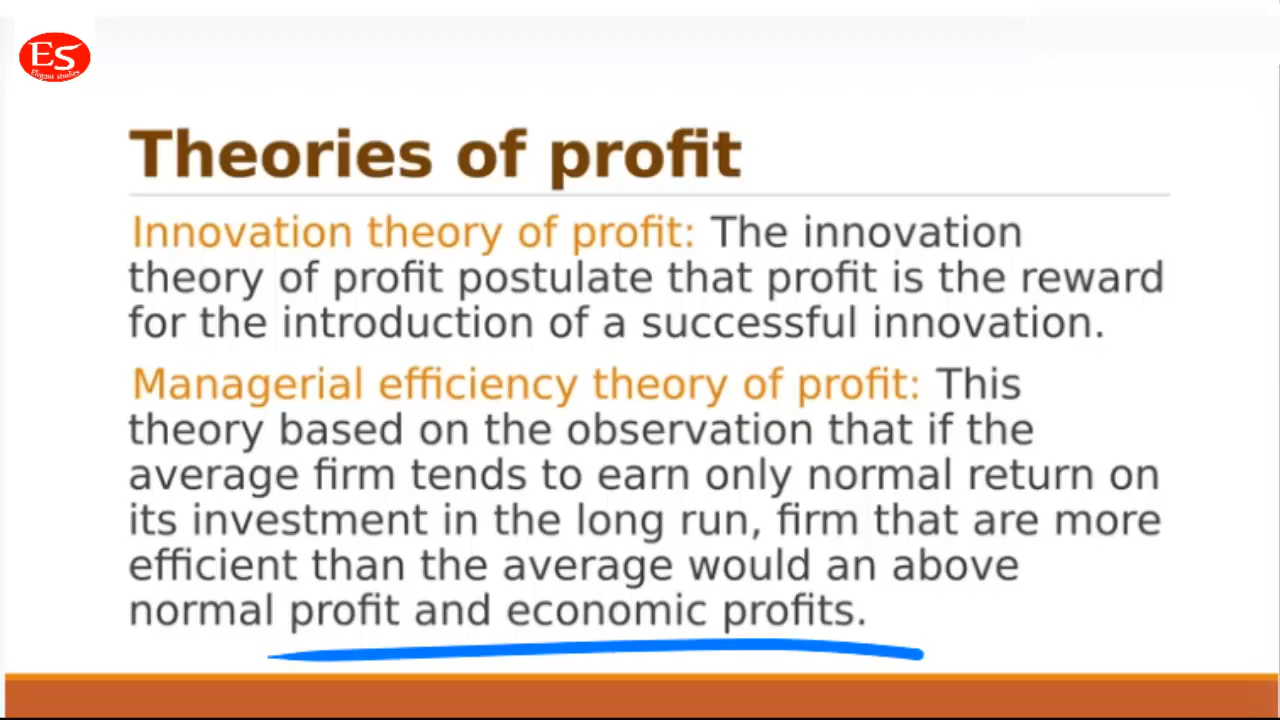 ES
Elegant studies
Theories of profit
Innovation theory of profit: The innovation
theory of profit postulate that profit is the reward
for the introduction of a successful innovation.
Managerial efficiency theory of profit: This
theory based on the observation that if the
average firm tends to earn only normal return on
its investment in the long run, firm that are more
efficient than the average would an above
normal profit and economic profits.